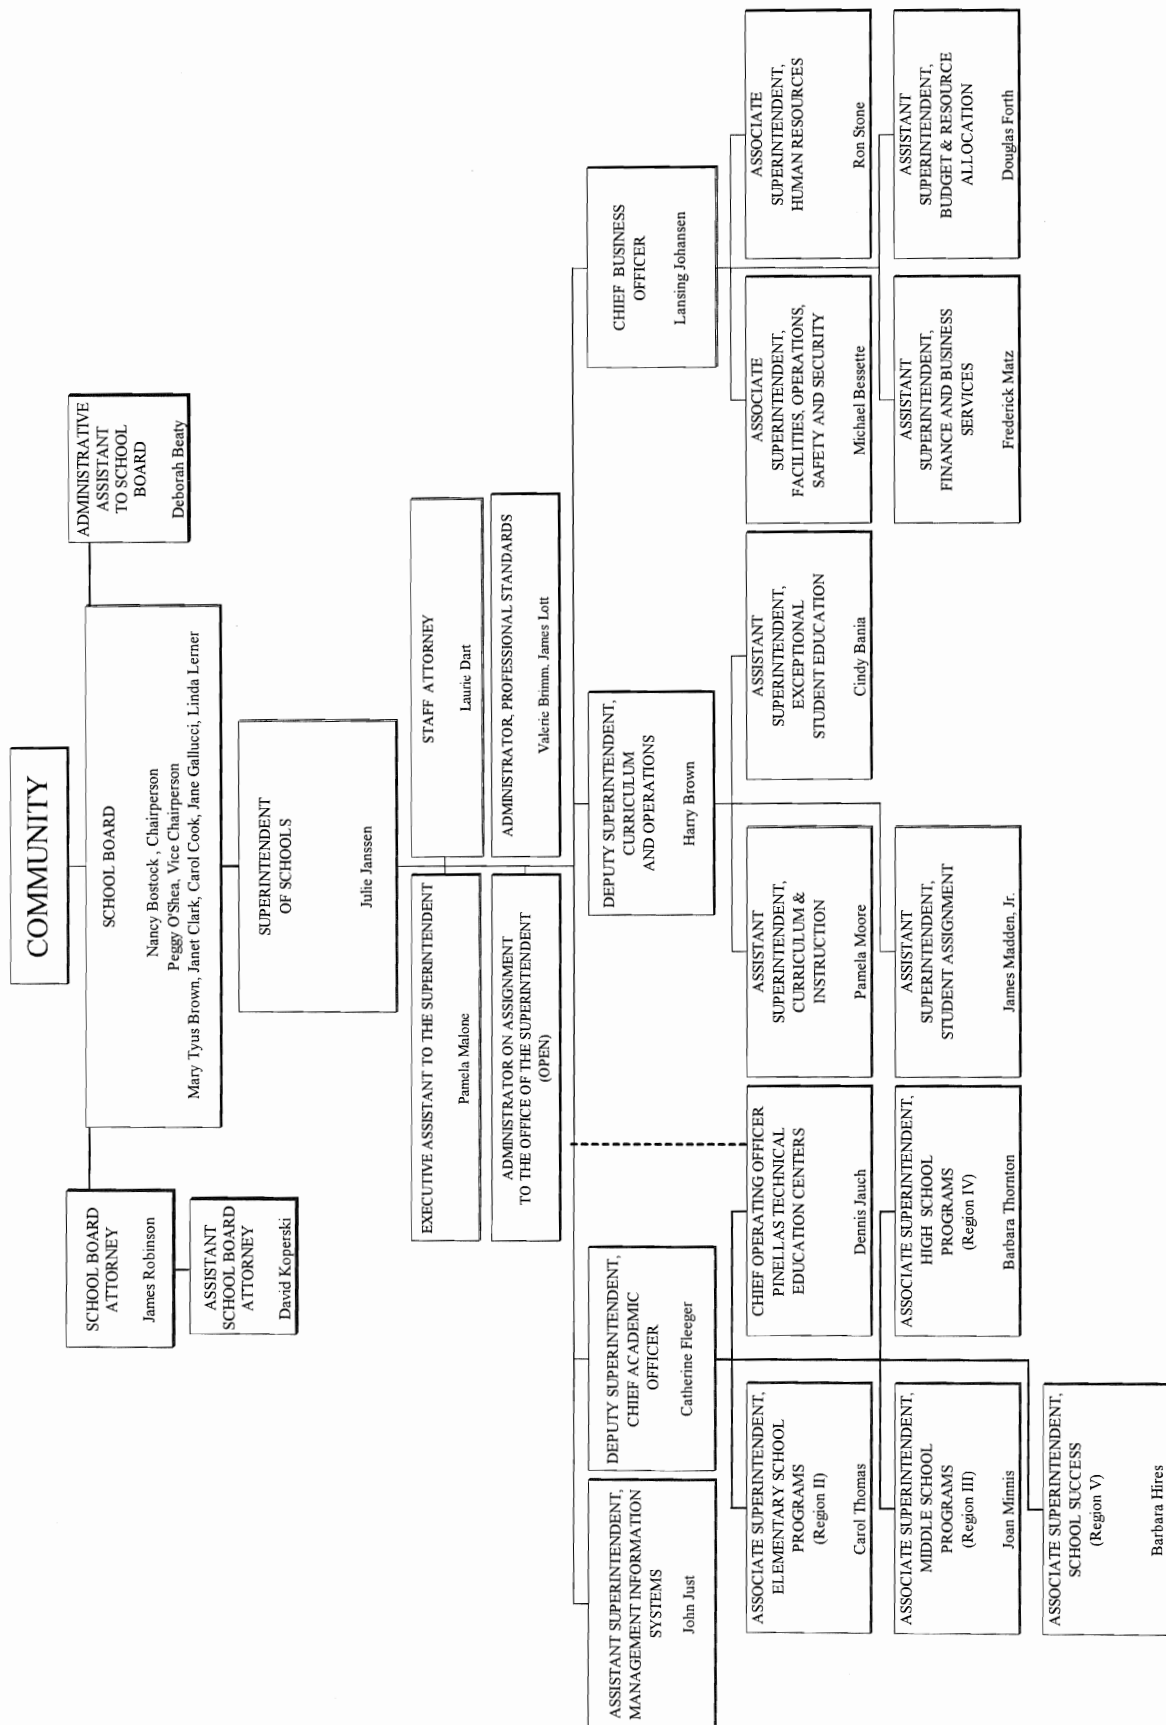 COMMUNITY
SCHOOL BOARD
Nancy Bostock , Chairperson
Peggy O'Shea, Vice Chairperson
Mary Tyus Brown, Janet Clark, Carol Cook, Jane Gallucci, Linda Lerner
SCHOOL BOARD
ATTORNEY
James Robinson
ASSISTANT
SCHOOL BOARD
ATTORNEY
David Koperski
ADMINISTRATIVE
ASSISTANT
TO SCHOOL
BOARD
Deborah Beaty
SUPERINTENDENT
OF SCHOOLS
Julie Janssen
EXECUTIVE ASSISTANT TO THE SUPERINTENDENT
Pamela Malone
STAFF ATTORNEY
Laurie Dart
ADMINISTRATOR ON ASSIGNMENT
TO THE OFFICE OF THE SUPERINTENDENT
(OPEN)
ADMINISTRATOR, PROFESSIONAL STANDARDS
Valerie Brimm, James Lott
ASSISTANT SUPERINTENDENT,
MANAGEMENT INFORMATION
SYSTEMS
John Just
DEPUTY SUPERINTENDENT,
CHIEF ACADEMIC
OFFICER
Catherine Fleeger
DEPUTY SUPERINTENDENT,
CURRICULUM
AND OPERATIONS
Harry Brown
CHIEF BUSINESS
OFFICER
Lansing Johansen
ASSOCIATE SUPERINTENDENT,
ELEMENTARY SCHOOL
PROGRAMS
(Region II)
Carol Thomas
CHIEF OPERATING OFFICER
PINELLAS TECHNICAL
EDUCATION CENTERS
Dennis Jauch
ASSISTANT
SUPERINTENDENT,
CURRICULUM &
INSTRUCTION
Pamela Moore
ASSISTANT
SUPERINTENDENT,
EXCEPTIONAL
STUDENT EDUCATION
Cindy Bania
ASSOCIATE
SUPERINTENDENT,
FACILITIES, OPERATIONS,
SAFETY AND SECURITY
Michael Bessette
ASSOCIATE
SUPERINTENDENT,
HUMAN RESOURCES
Ron Stone
ASSOCIATE SUPERINTENDENT,
MIDDLE SCHOOL
PROGRAMS
(Region III)
Joan Minnis
ASSOCIATE SUPERINTENDENT,
HIGH SCHOOL
PROGRAMS
(Region IV)
Barbara Thornton
ASSISTANT
SUPERINTENDENT,
STUDENT ASSIGNMENT
James Madden, Jr.
ASSISTANT
SUPERINTENDENT,
FINANCE AND BUSINESS
SERVICES
Frederick Matz
ASSISTANT
SUPERINTENDENT,
BUDGET & RESOURCE
ALLOCATION
Douglas Forth
ASSOCIATE SUPERINTENDENT,
SCHOOL SUCCESS
(Region V)
Barbara Hires